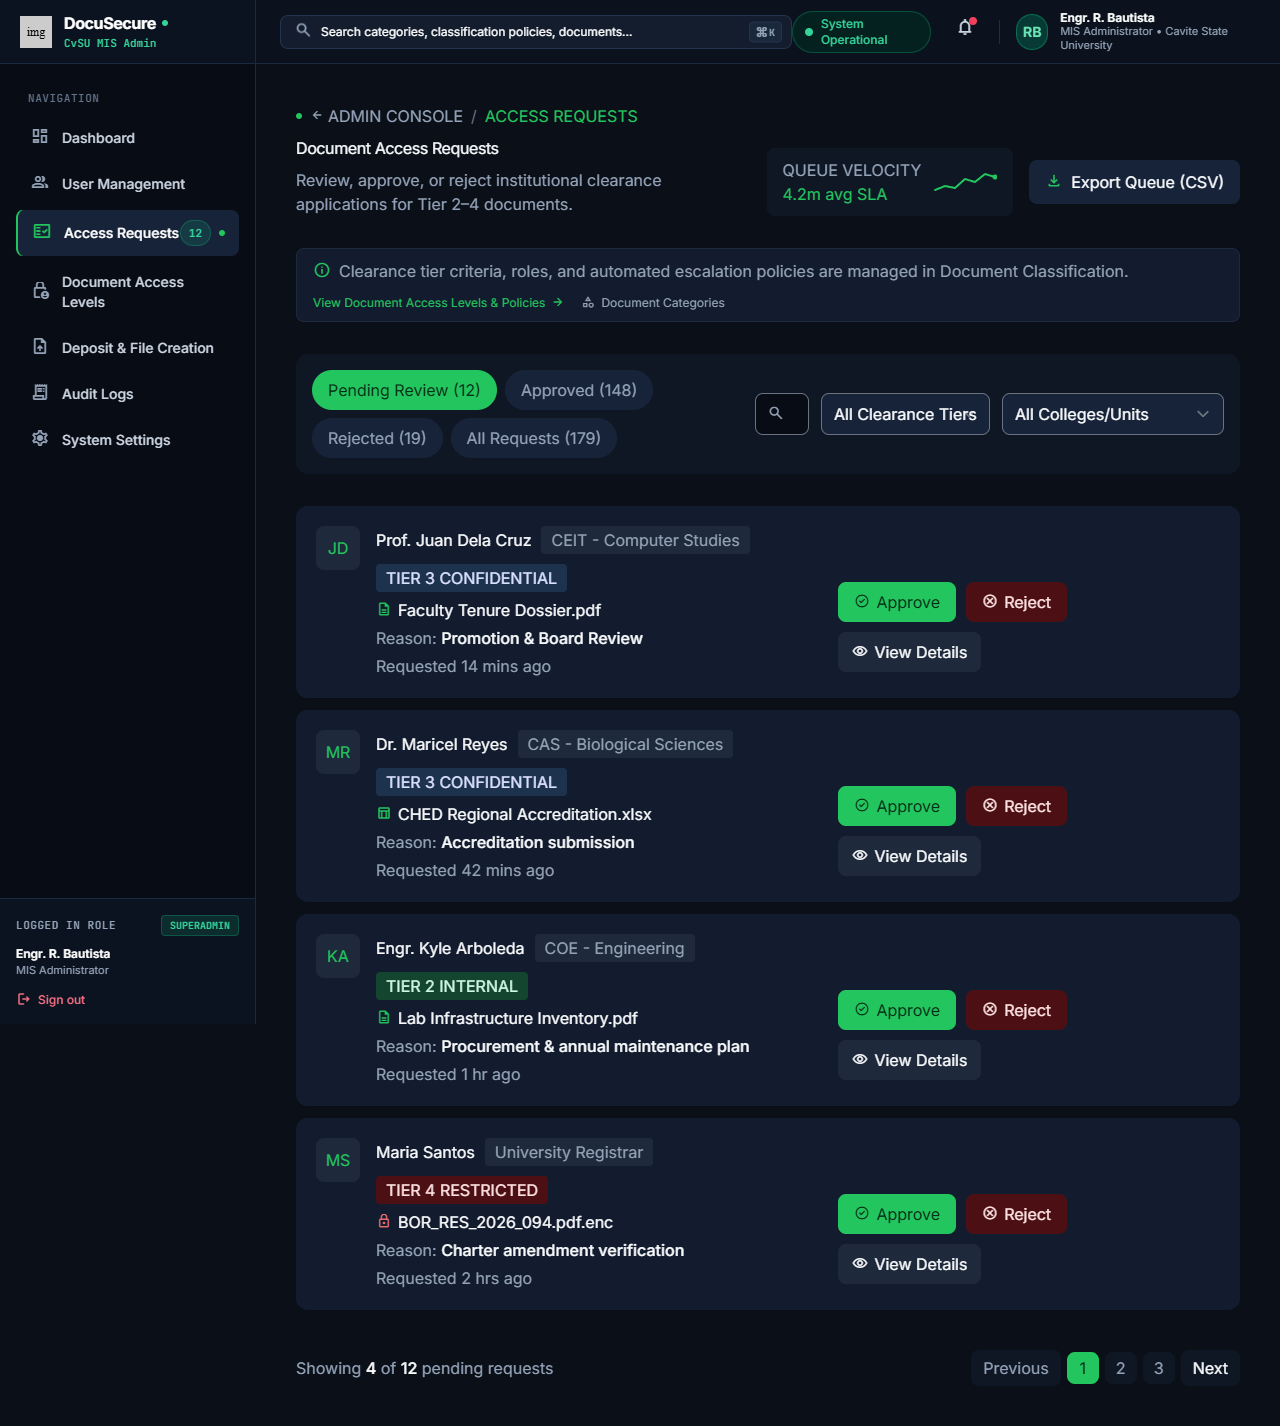 img
DocuSecure
CvSU MIS Admin
Search categories, classification policies, documents...
⌘K
System
Operational
RB
Engr. R. Bautista
MIS Administrator • Cavite State
University
NAVIGATION
Dashboard
User Management
Access Requests 12
Document Access
Levels
Deposit & File Creation
Audit Logs
System Settings
LOGGED IN ROLE
SUPERADMIN
Engr. R. Bautista
MIS Administrator
Sign out
← ADMIN CONSOLE / ACCESS REQUESTS
Document Access Requests
Review, approve, or reject institutional clearance
applications for Tier 2–4 documents.
QUEUE VELOCITY
4.2m avg SLA
Export Queue (CSV)
Clearance tier criteria, roles, and automated escalation policies are managed in Document Classification.
View Document Access Levels & Policies →
Document Categories
Pending Review (12)
Approved (148)
Rejected (19)
All Requests (179)
All Clearance Tiers
All Colleges/Units
JD
Prof. Juan Dela Cruz
CEIT - Computer Studies
TIER 3 CONFIDENTIAL
Faculty Tenure Dossier.pdf
Reason: Promotion & Board Review
Requested 14 mins ago
Approve
Reject
View Details
MR
Dr. Maricel Reyes
CAS - Biological Sciences
TIER 3 CONFIDENTIAL
CHED Regional Accreditation.xlsx
Reason: Accreditation submission
Requested 42 mins ago
Approve
Reject
View Details
KA
Engr. Kyle Arboleda
COE - Engineering
TIER 2 INTERNAL
Lab Infrastructure Inventory.pdf
Reason: Procurement & annual maintenance plan
Requested 1 hr ago
Approve
Reject
View Details
MS
Maria Santos
University Registrar
TIER 4 RESTRICTED
BOR_RES_2026_094.pdf.enc
Reason: Charter amendment verification
Requested 2 hrs ago
Approve
Reject
View Details
Showing 4 of 12 pending requests
Previous
1
2
3
Next